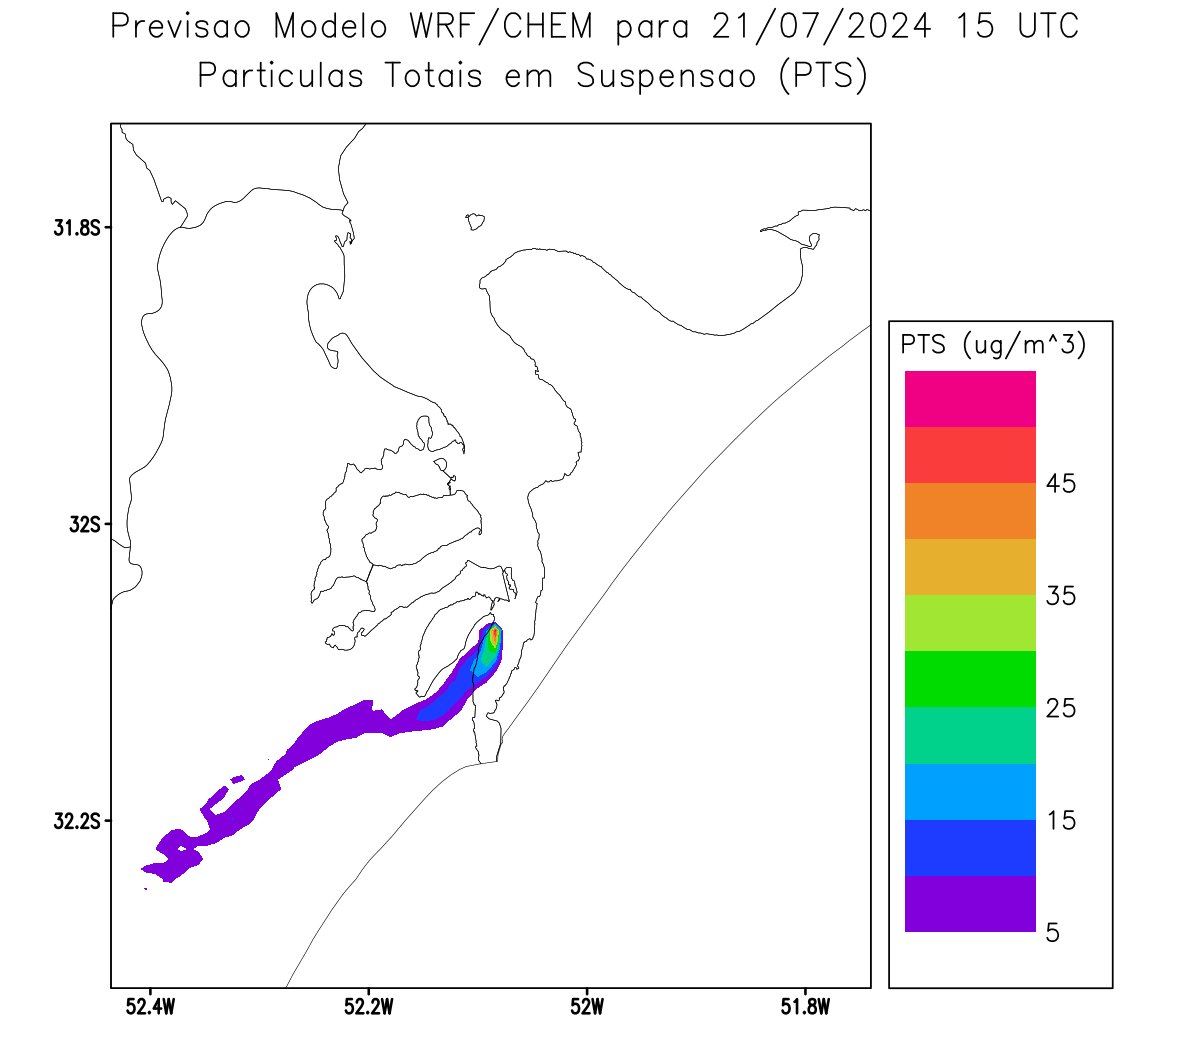 Previsao Modelo WRF/CHEM para 21/07/2024 15 UTC
Particulas Totais em Suspensao (PTS)
31.8S
32S
32.2S
52.4W
52.2W
52W
51.8W
PTS (ug/m^3)
45
35
25
15
5